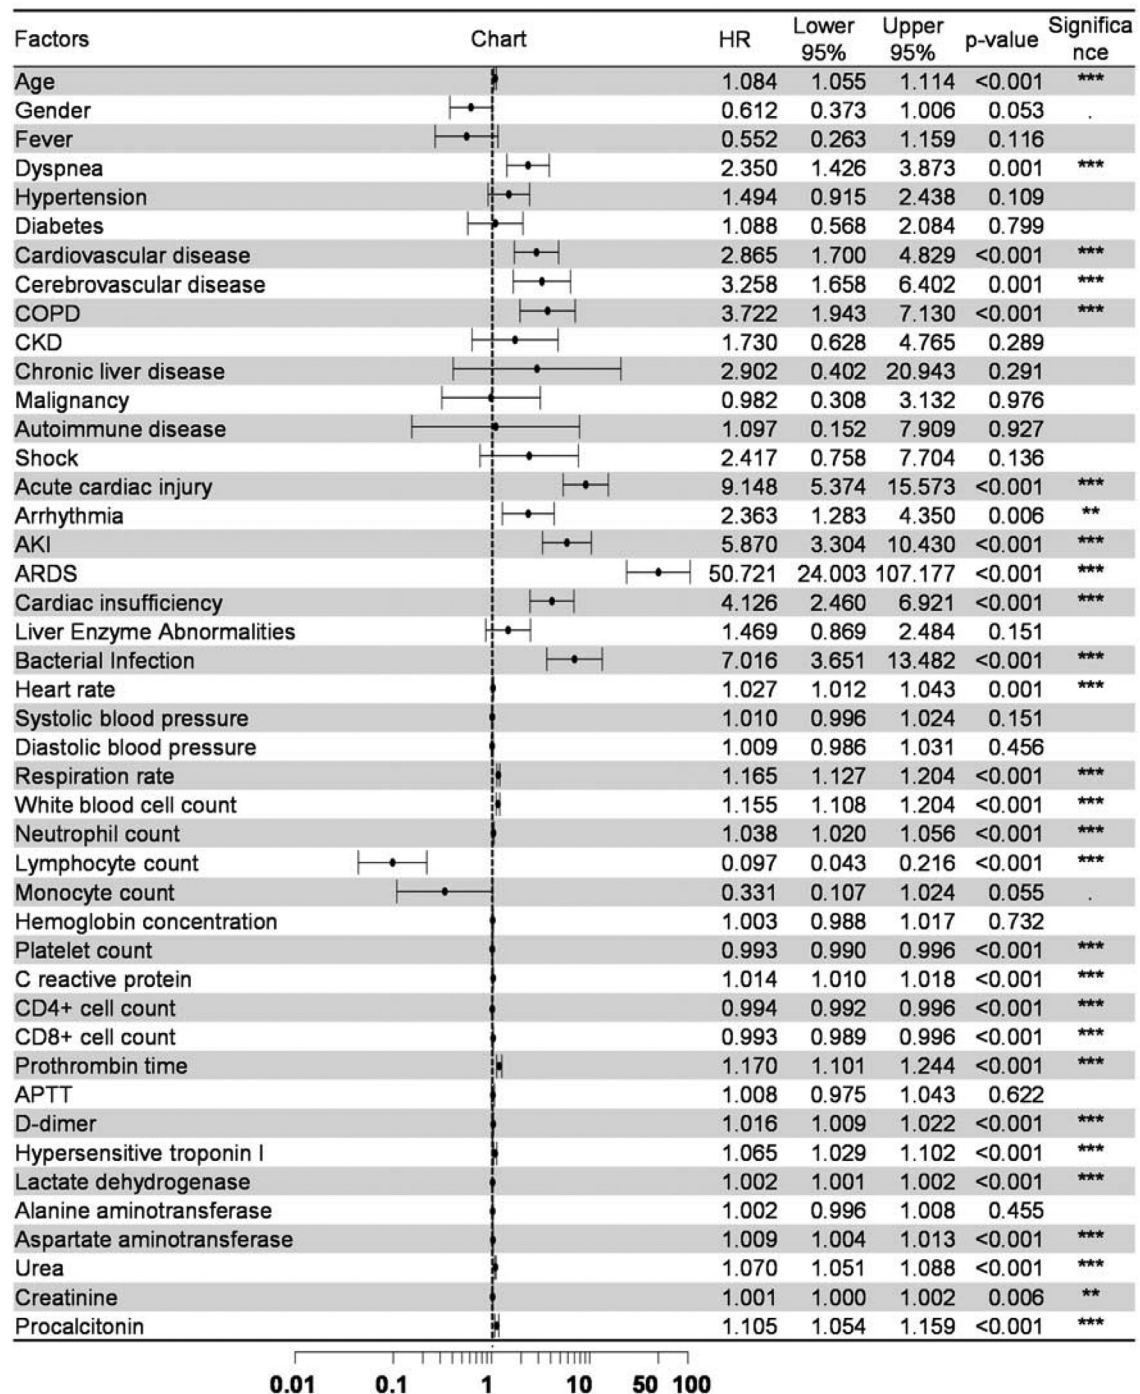 Factors Chart HR Lower 95% Upper 95% p-value Significa nce
Age 1.084 1.055 1.114 <0.001 ***
Gender 0.612 0.373 1.006 0.053 .
Fever 0.552 0.263 1.159 0.116
Dyspnea 2.350 1.426 3.873 0.001 ***
Hypertension 1.494 0.915 2.438 0.109
Diabetes 1.088 0.568 2.084 0.799
Cardiovascular disease 2.865 1.700 4.829 <0.001 ***
Cerebrovascular disease 3.258 1.658 6.402 0.001 ***
COPD 3.722 1.943 7.130 <0.001 ***
CKD 1.730 0.628 4.765 0.289
Chronic liver disease 2.902 0.402 20.943 0.291
Malignancy 0.982 0.308 3.132 0.976
Autoimmune disease 1.097 0.152 7.909 0.927
Shock 2.417 0.758 7.704 0.136
Acute cardiac injury 9.148 5.374 15.573 <0.001 ***
Arrhythmia 2.363 1.283 4.350 0.006 **
AKI 5.870 3.304 10.430 <0.001 ***
ARDS 50.721 24.003 107.177 <0.001 ***
Cardiac insufficiency 4.126 2.460 6.921 <0.001 ***
Liver Enzyme Abnormalities 1.469 0.869 2.484 0.151
Bacterial Infection 7.016 3.651 13.482 <0.001 ***
Heart rate 1.027 1.012 1.043 0.001 ***
Systolic blood pressure 1.010 0.996 1.024 0.151
Diastolic blood pressure 1.009 0.986 1.031 0.456
Respiration rate 1.165 1.127 1.204 <0.001 ***
White blood cell count 1.155 1.108 1.204 <0.001 ***
Neutrophil count 1.038 1.020 1.056 <0.001 ***
Lymphocyte count 0.097 0.043 0.216 <0.001 ***
Monocyte count 0.331 0.107 1.024 0.055 .
Hemoglobin concentration 1.003 0.988 1.017 0.732
Platelet count 0.993 0.990 0.996 <0.001 ***
C reactive protein 1.014 1.010 1.018 <0.001 ***
CD4+ cell count 0.994 0.992 0.996 <0.001 ***
CD8+ cell count 0.993 0.989 0.996 <0.001 ***
Prothrombin time 1.170 1.101 1.244 <0.001 ***
APTT 1.008 0.975 1.043 0.622
D-dimer 1.016 1.009 1.022 <0.001 ***
Hypersensitive troponin I 1.065 1.029 1.102 <0.001 ***
Lactate dehydrogenase 1.002 1.001 1.002 <0.001 ***
Alanine aminotransferase 1.002 0.996 1.008 0.455
Aspartate aminotransferase 1.009 1.004 1.013 <0.001 ***
Urea 1.070 1.051 1.088 <0.001 ***
Creatinine 1.001 1.000 1.002 0.006 **
Procalcitonin 1.105 1.054 1.159 <0.001 ***
0.01 0.1 1 10 50 100